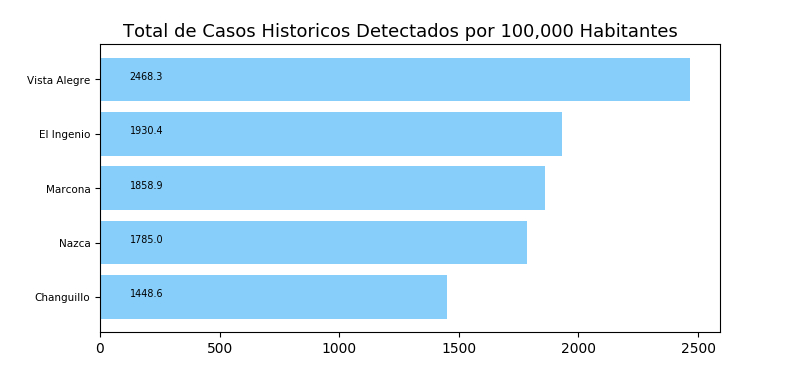 Total de Casos Historicos Detectados por 100,000 Habitantes
Vista Alegre 2468.3
El Ingenio 1930.4
Marcona 1858.9
Nazca 1785.0
Changuillo 1448.6
0 500 1000 1500 2000 2500